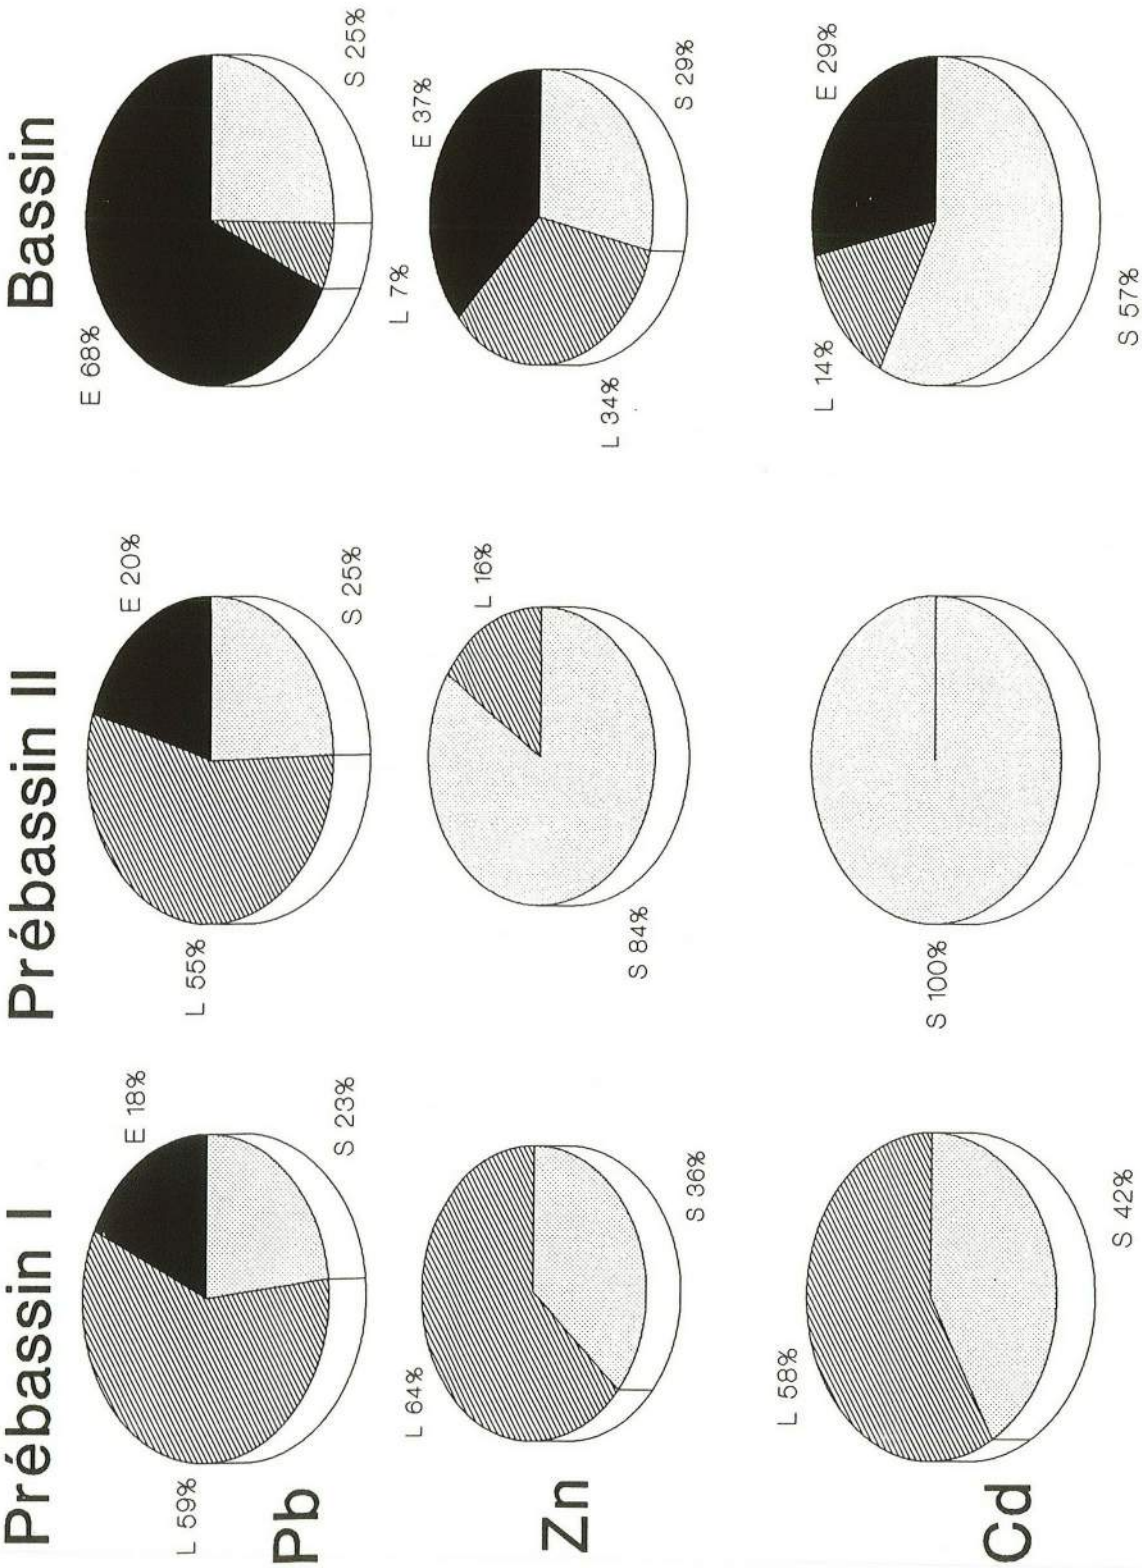 Prébassin I
Prébassin II
Bassin
Pb
L 59%
E 18%
S 23%
L 55%
E 20%
S 25%
E 68%
L 7%
S 25%
Zn
L 64%
S 36%
S 84%
L 16%
L 34%
E 37%
S 29%
Cd
L 58%
S 42%
S 100%
L 14%
E 29%
S 57%